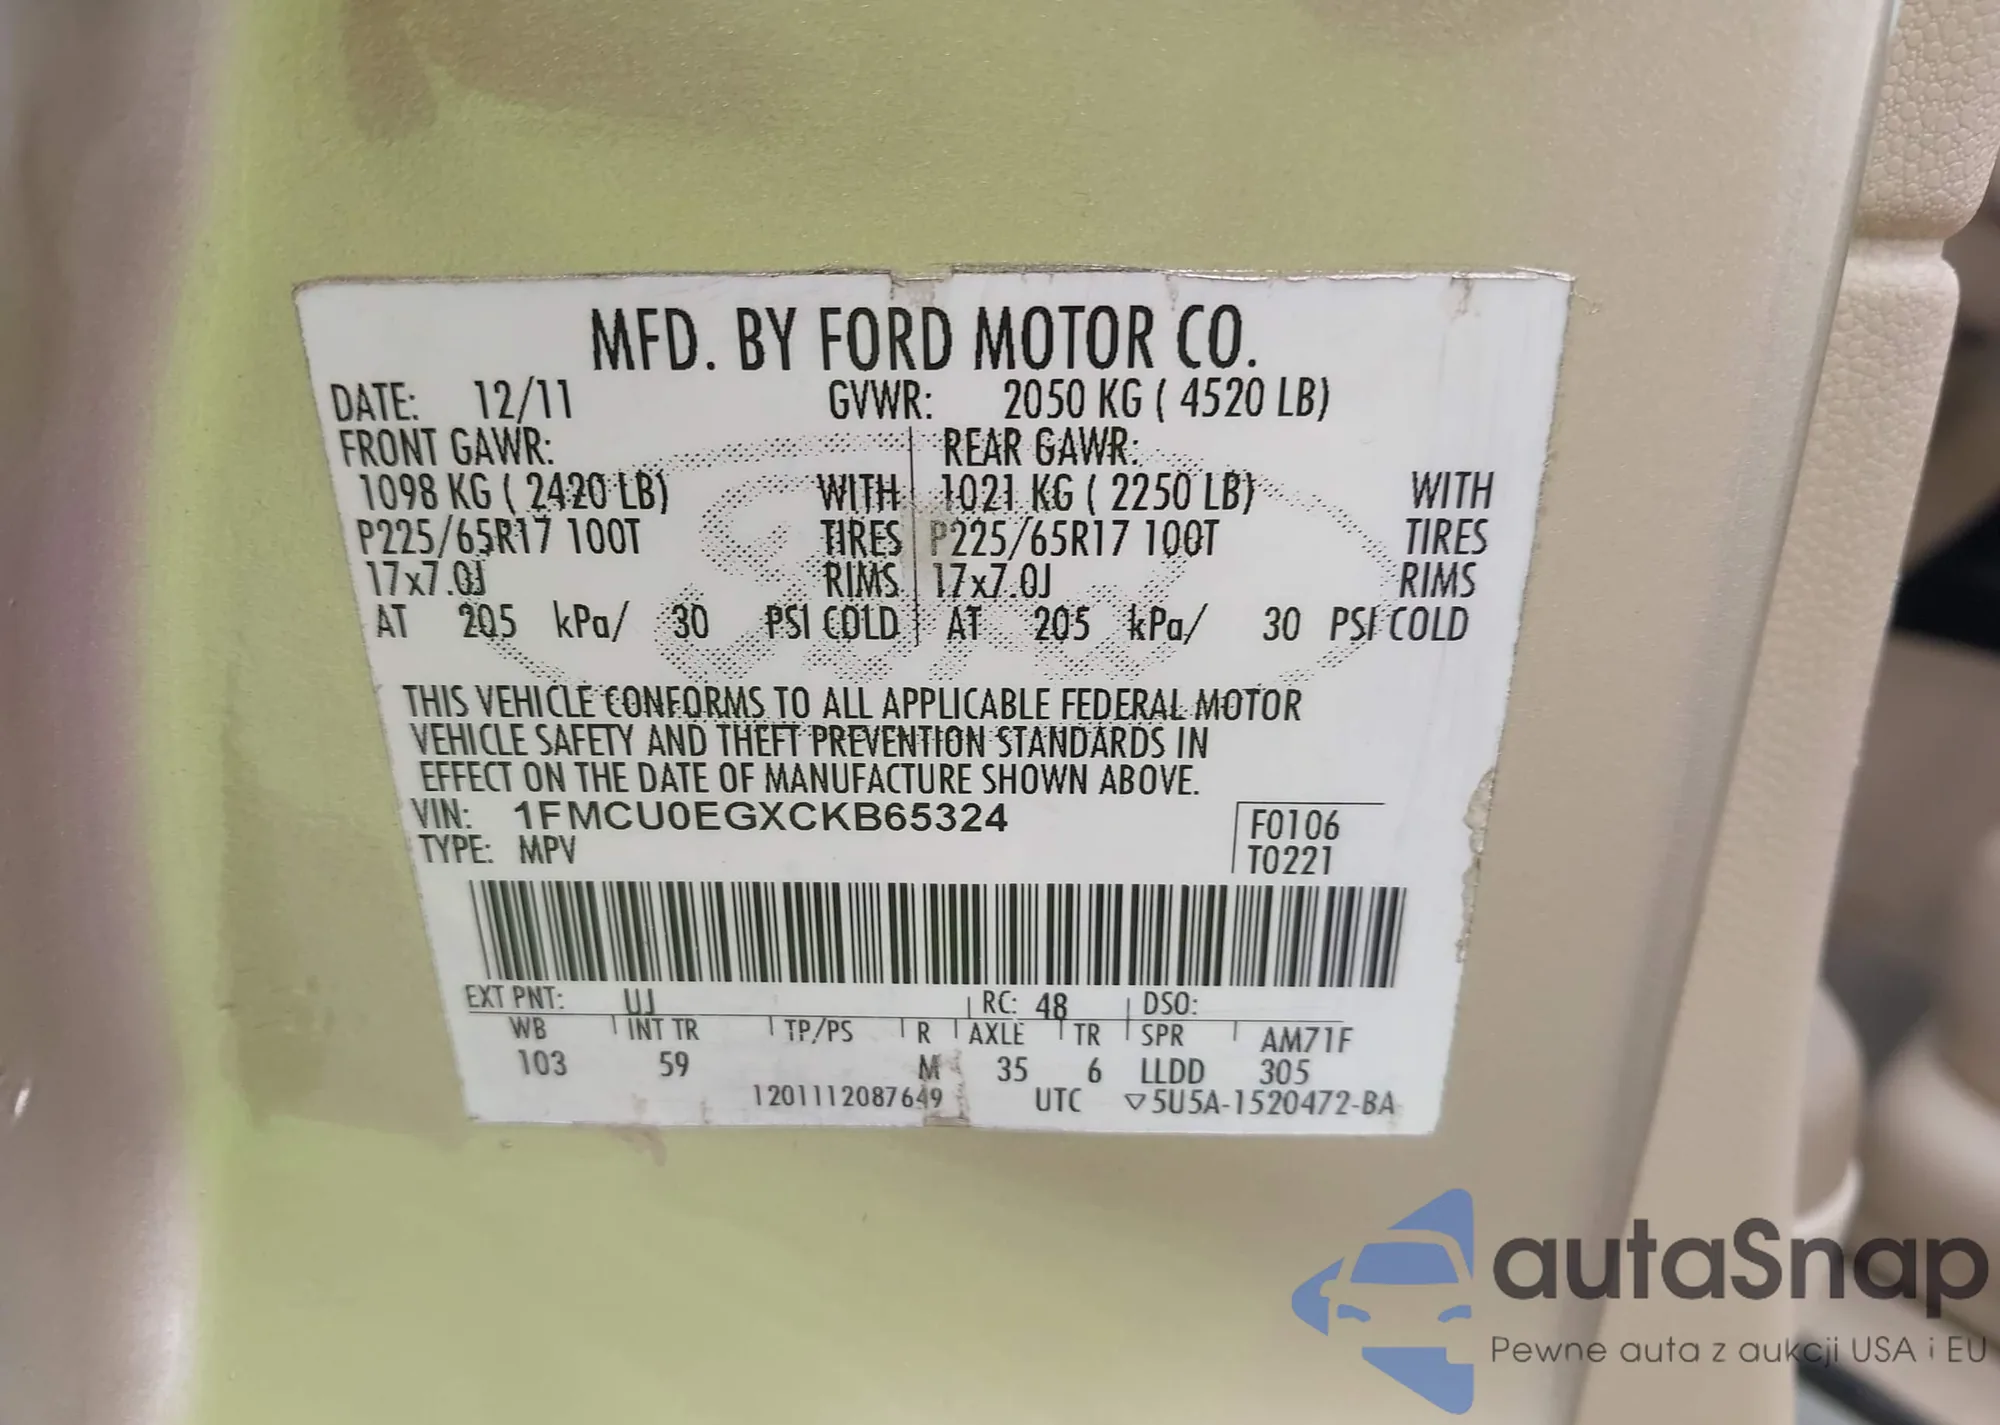 MFD. BY FORD MOTOR CO.
DATE: 12/11 GVWR: 2050 KG ( 4520 LB)
FRONT GAWR: REAR GAWR:
1098 KG ( 2420 LB) WITH 1021 KG ( 2250 LB) WITH
P225/65R17 100T TIRES P225/65R17 100T TIRES
17x7.0J RIMS 17x7.0J RIMS
AT 205 kPa/ 30 PSI COLD AT 205 kPa/ 30 PSI COLD
THIS VEHICLE CONFORMS TO ALL APPLICABLE FEDERAL MOTOR
VEHICLE SAFETY AND THEFT PREVENTION STANDARDS IN
EFFECT ON THE DATE OF MANUFACTURE SHOWN ABOVE.
VIN: 1FMCU0EGXCKB65324 F0106
TYPE: MPV T0221
EXT PNT: UJ RC: 48 DSO:
WB INT TR TP/PS R AXLE TR SPR AM71F
103 59 M 35 6 LLDD 305
1201112087649 UTC ▽5U5A-1520472-BA
autaSnap
Pewne auta z aukcji USA i EU